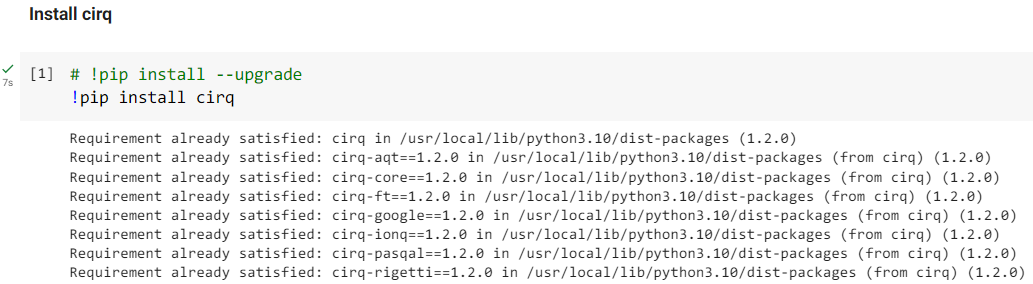 Install cirq
[1] # !pip install --upgrade
7s
!pip install cirq
Requirement already satisfied: cirq in /usr/local/lib/python3.10/dist-packages (1.2.0)
Requirement already satisfied: cirq-aqt==1.2.0 in /usr/local/lib/python3.10/dist-packages (from cirq) (1.2.0)
Requirement already satisfied: cirq-core==1.2.0 in /usr/local/lib/python3.10/dist-packages (from cirq) (1.2.0)
Requirement already satisfied: cirq-ft==1.2.0 in /usr/local/lib/python3.10/dist-packages (from cirq) (1.2.0)
Requirement already satisfied: cirq-google==1.2.0 in /usr/local/lib/python3.10/dist-packages (from cirq) (1.2.0)
Requirement already satisfied: cirq-ionq==1.2.0 in /usr/local/lib/python3.10/dist-packages (from cirq) (1.2.0)
Requirement already satisfied: cirq-pasqal==1.2.0 in /usr/local/lib/python3.10/dist-packages (from cirq) (1.2.0)
Requirement already satisfied: cirq-rigetti==1.2.0 in /usr/local/lib/python3.10/dist-packages (from cirq) (1.2.0)